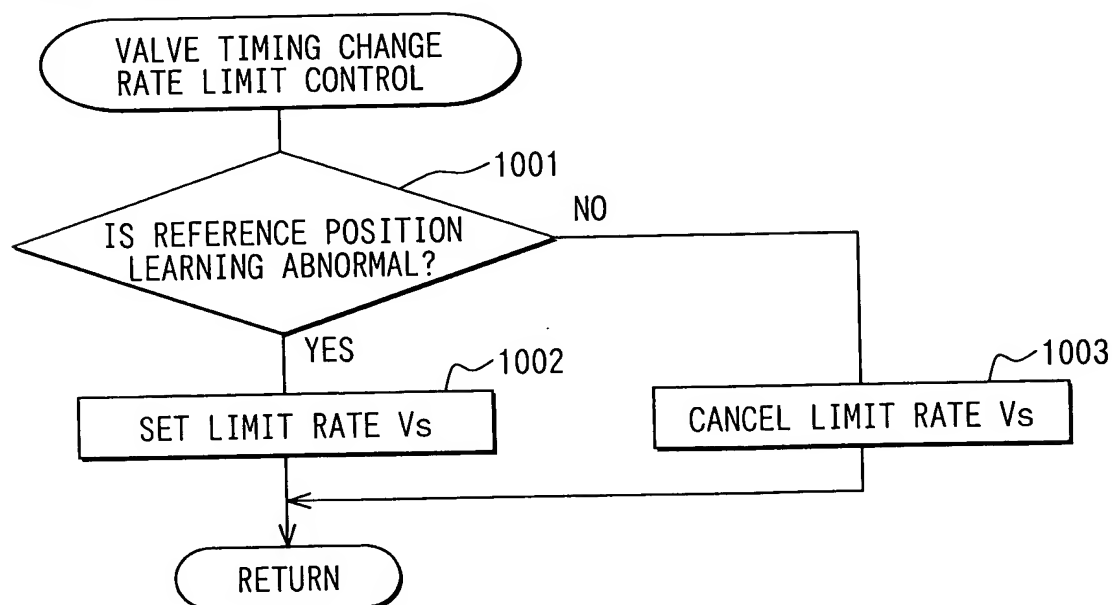 VALVE TIMING CHANGE
RATE LIMIT CONTROL
1001
IS REFERENCE POSITION
LEARNING ABNORMAL?
NO
YES
1002
SET LIMIT RATE Vs
1003
CANCEL LIMIT RATE Vs
RETURN